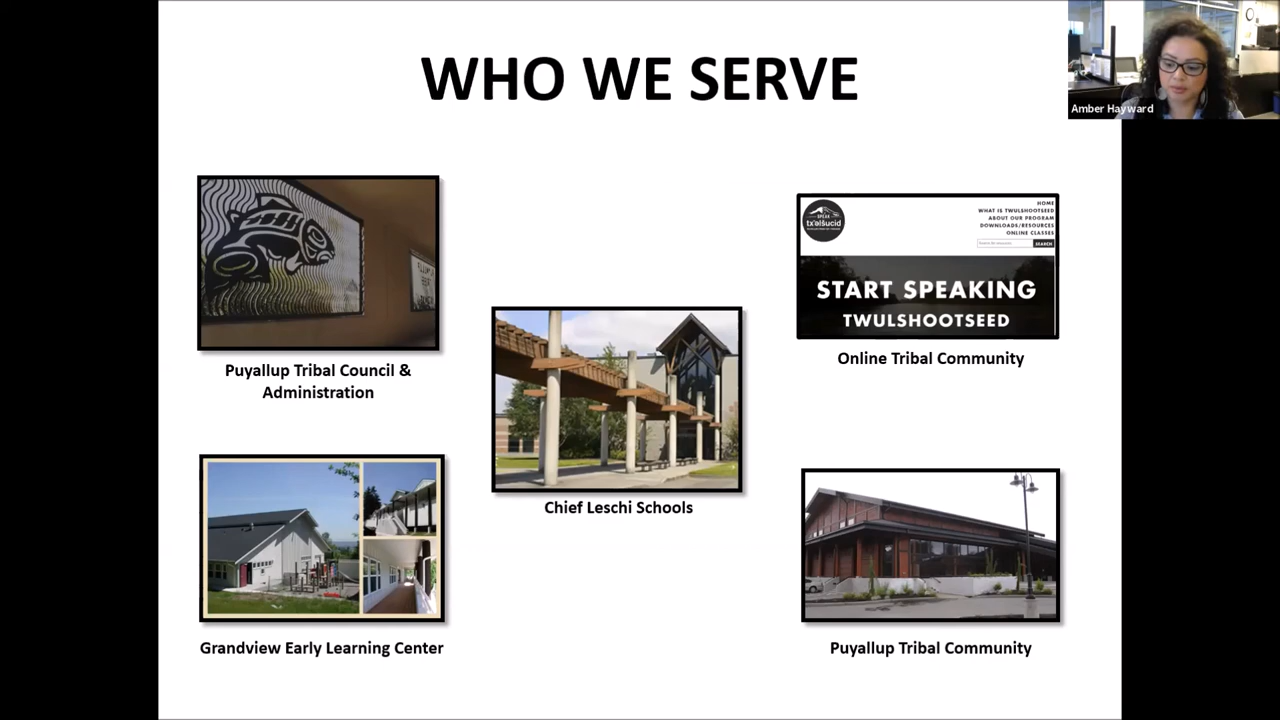 WHO WE SERVE
Amber Hayward
Puyallup Tribal Council &
Administration
HOME
WHAT IS TWULSHOOTSEED
ABOUT OUR PROGRAM
DOWNLOADS/RESOURCES
ONLINE CLASSES
SEARCH
SPEAK
START SPEAKING
TWULSHOOTSEED
Online Tribal Community
Chief Leschi Schools
Grandview Early Learning Center
Puyallup Tribal Community